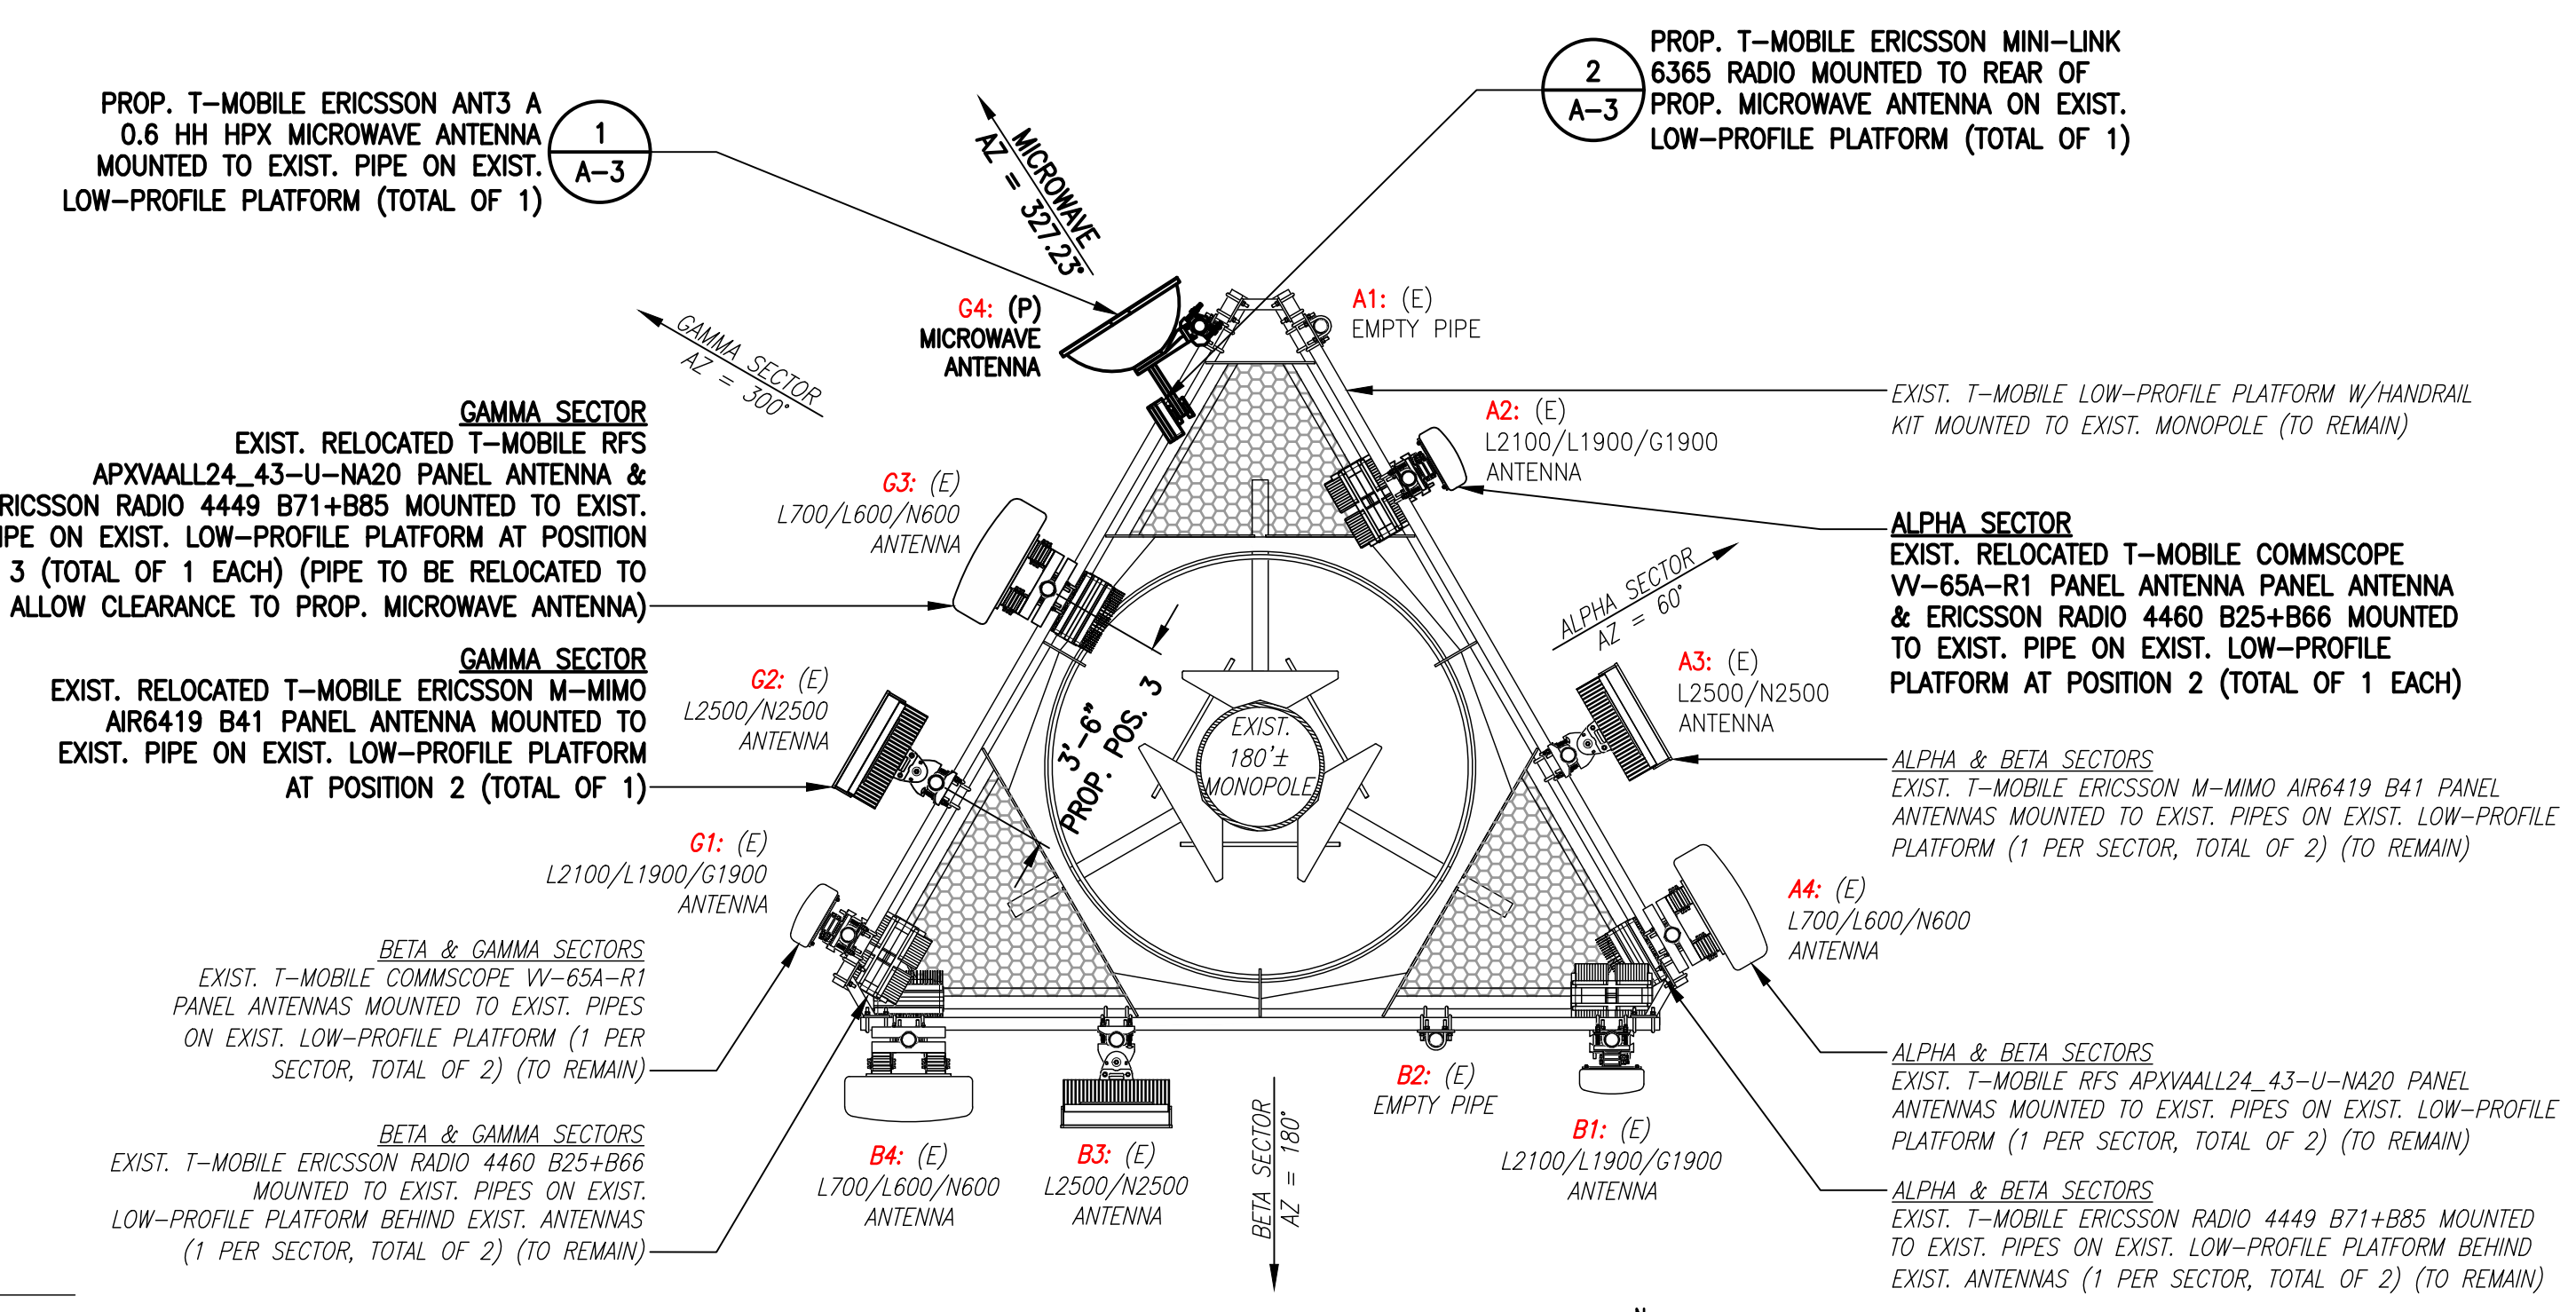 PROP. T-MOBILE ERICSSON ANT3 A
0.6 HH HPX MICROWAVE ANTENNA
MOUNTED TO EXIST. PIPE ON EXIST.
LOW-PROFILE PLATFORM (TOTAL OF 1)
1
A-3
MICROWAVE
AZ = 327.23°
2
A-3
PROP. T-MOBILE ERICSSON MINI-LINK
6365 RADIO MOUNTED TO REAR OF
PROP. MICROWAVE ANTENNA ON EXIST.
LOW-PROFILE PLATFORM (TOTAL OF 1)
G4: (P)
MICROWAVE
ANTENNA
A1: (E)
EMPTY PIPE
GAMMA SECTOR
AZ = 300°
EXIST. T-MOBILE LOW-PROFILE PLATFORM W/HANDRAIL
KIT MOUNTED TO EXIST. MONOPOLE (TO REMAIN)
A2: (E)
L2100/L1900/G1900
ANTENNA
GAMMA SECTOR
EXIST. RELOCATED T-MOBILE RFS
APXVAALL24_43-U-NA20 PANEL ANTENNA &
RICSSON RADIO 4449 B71+B85 MOUNTED TO EXIST.
IPE ON EXIST. LOW-PROFILE PLATFORM AT POSITION
3 (TOTAL OF 1 EACH) (PIPE TO BE RELOCATED TO
ALLOW CLEARANCE TO PROP. MICROWAVE ANTENNA)
G3: (E)
L700/L600/N600
ANTENNA
ALPHA SECTOR
EXIST. RELOCATED T-MOBILE COMMSCOPE
VV-65A-R1 PANEL ANTENNA PANEL ANTENNA
& ERICSSON RADIO 4460 B25+B66 MOUNTED
TO EXIST. PIPE ON EXIST. LOW-PROFILE
PLATFORM AT POSITION 2 (TOTAL OF 1 EACH)
ALPHA SECTOR
AZ = 60°
GAMMA SECTOR
EXIST. RELOCATED T-MOBILE ERICSSON M-MIMO
AIR6419 B41 PANEL ANTENNA MOUNTED TO
EXIST. PIPE ON EXIST. LOW-PROFILE PLATFORM
AT POSITION 2 (TOTAL OF 1)
G2: (E)
L2500/N2500
ANTENNA
3'-6"
PROP. POS. 3
EXIST.
180'±
MONOPOLE
A3: (E)
L2500/N2500
ANTENNA
ALPHA & BETA SECTORS
EXIST. T-MOBILE ERICSSON M-MIMO AIR6419 B41 PANEL
ANTENNAS MOUNTED TO EXIST. PIPES ON EXIST. LOW-PROFILE
PLATFORM (1 PER SECTOR, TOTAL OF 2) (TO REMAIN)
G1: (E)
L2100/L1900/G1900
ANTENNA
A4: (E)
L700/L600/N600
ANTENNA
BETA & GAMMA SECTORS
EXIST. T-MOBILE COMMSCOPE VV-65A-R1
PANEL ANTENNAS MOUNTED TO EXIST. PIPES
ON EXIST. LOW-PROFILE PLATFORM (1 PER
SECTOR, TOTAL OF 2) (TO REMAIN)
ALPHA & BETA SECTORS
EXIST. T-MOBILE RFS APXVAALL24_43-U-NA20 PANEL
ANTENNAS MOUNTED TO EXIST. PIPES ON EXIST. LOW-PROFILE
PLATFORM (1 PER SECTOR, TOTAL OF 2) (TO REMAIN)
BETA & GAMMA SECTORS
EXIST. T-MOBILE ERICSSON RADIO 4460 B25+B66
MOUNTED TO EXIST. PIPES ON EXIST.
LOW-PROFILE PLATFORM BEHIND EXIST. ANTENNAS
(1 PER SECTOR, TOTAL OF 2) (TO REMAIN)
B4: (E)
L700/L600/N600
ANTENNA
B3: (E)
L2500/N2500
ANTENNA
BETA SECTOR
AZ = 180°
B2: (E)
EMPTY PIPE
B1: (E)
L2100/L1900/G1900
ANTENNA
ALPHA & BETA SECTORS
EXIST. T-MOBILE ERICSSON RADIO 4449 B71+B85 MOUNTED
TO EXIST. PIPES ON EXIST. LOW-PROFILE PLATFORM BEHIND
EXIST. ANTENNAS (1 PER SECTOR, TOTAL OF 2) (TO REMAIN)
N